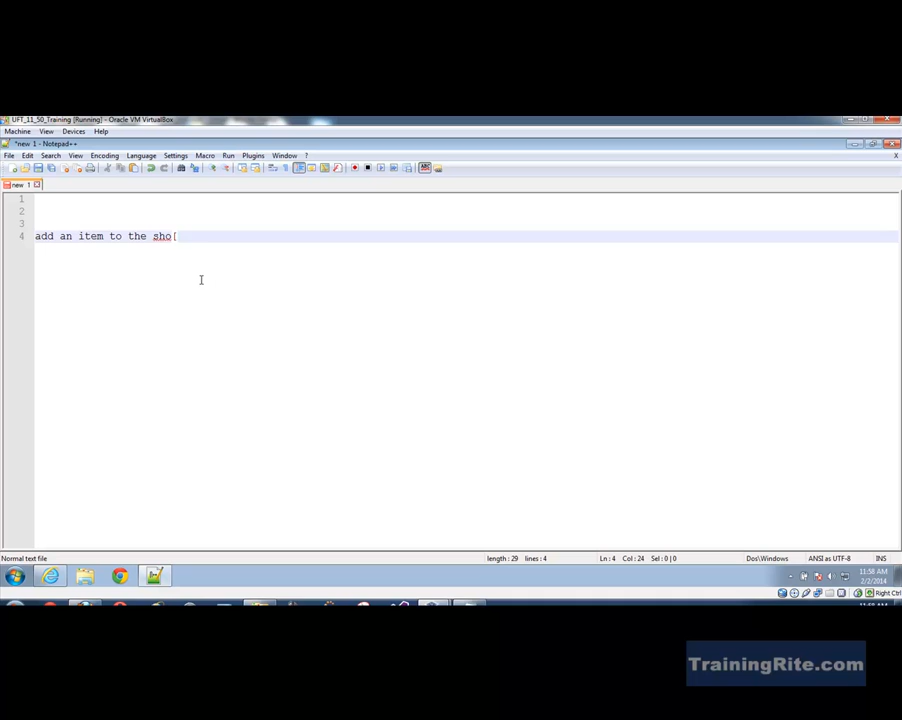 UFT_11_50_Training [Running] - Oracle VM VirtualBox
Machine View Devices Help
*new 1 - Notepad++
File Edit Search View Encoding Language Settings Macro Run Plugins Window ? X
new 1
1
2
3
4 add an item to the sho[
Normal text file length : 29 lines : 4 Ln : 4 Col : 24 Sel : 0 | 0 Dos\Windows ANSI as UTF-8 INS
11:58 AM
2/2/2014
Right Ctrl
TrainingRite.com